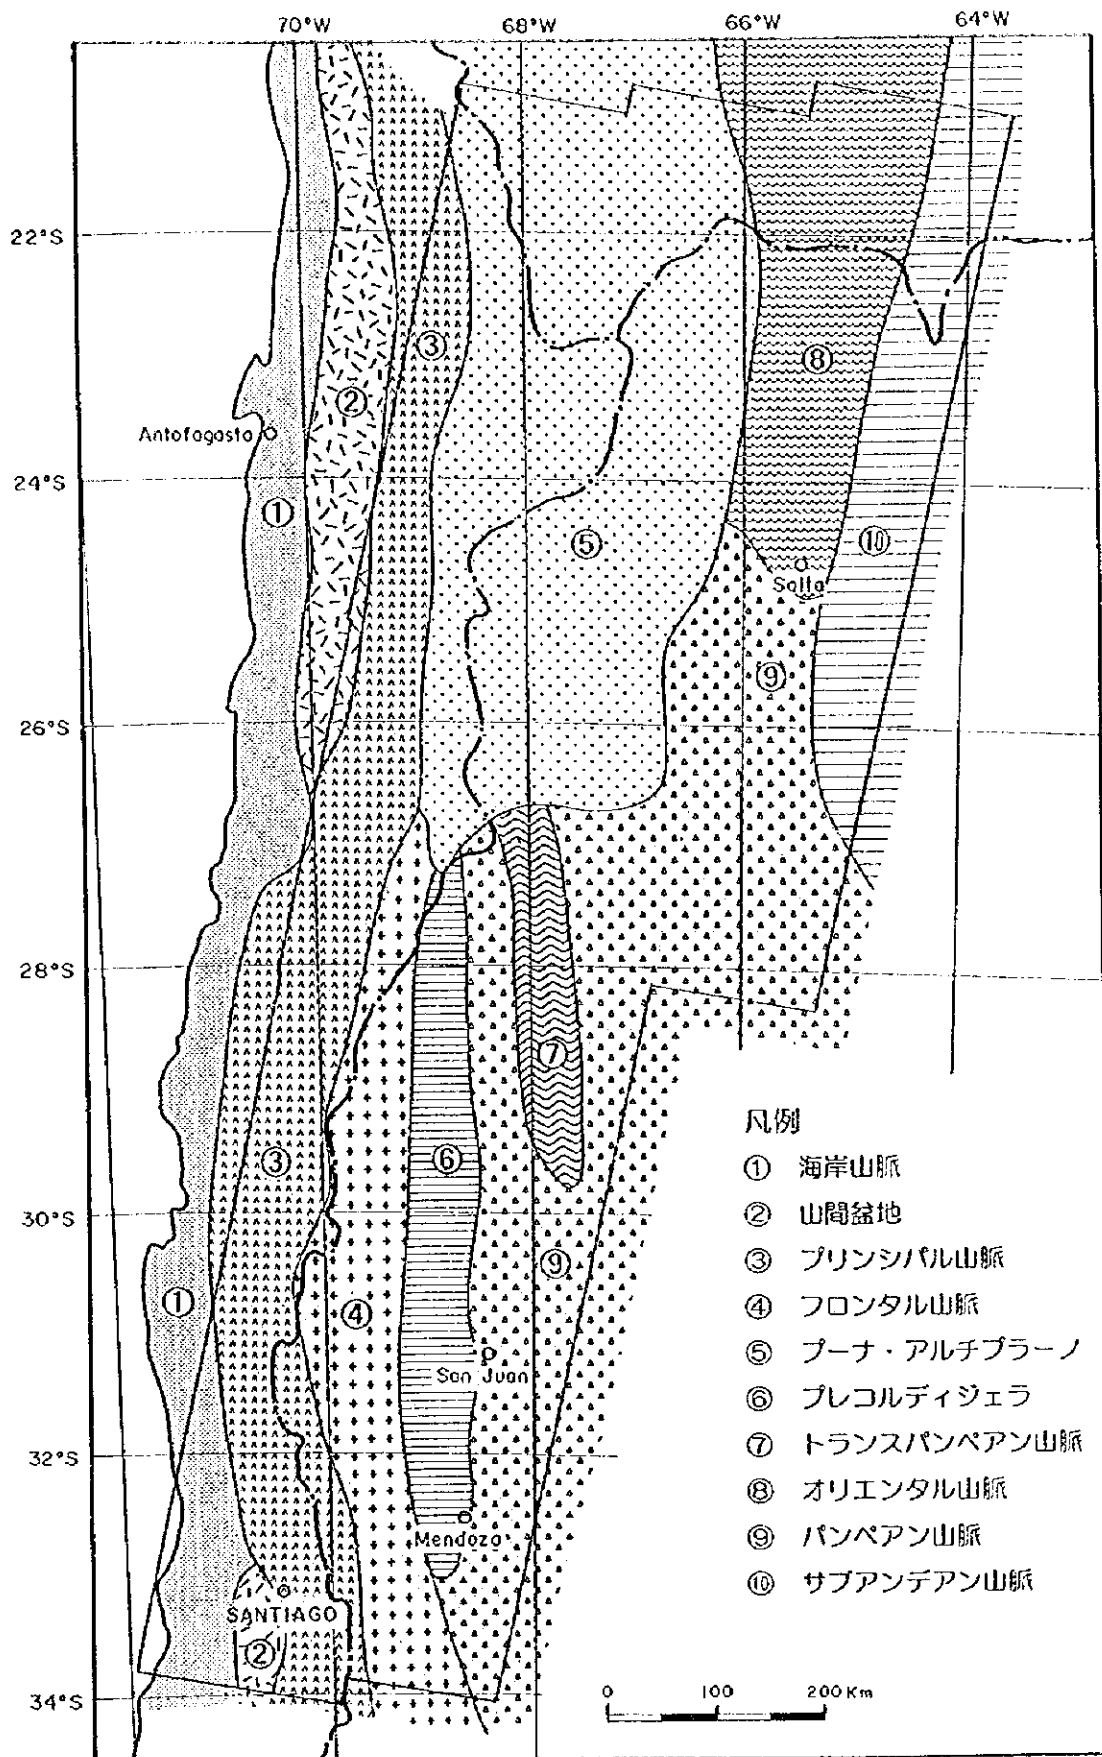 70°W 68°W 66°W 64°W
22°S
③
⑧
②
Antofagasta
24°S
①
⑤
⑩
Salta
⑨
26°S
28°S
⑦
凡例
③
⑥
① 海岸山脈
② 山間盆地
30°S
③ プリンシパル山脈
⑨
①
④
④ フロンタル山脈
San Juan
⑤ プーナ・アルチプラーノ
⑥ プレコルディジェラ
32°S
⑦ トランスパンペアン山脈
⑧ オリエンタル山脈
Mendoza
⑨ パンペアン山脈
⑩ サブアンデアン山脈
SANTIAGO
②
34°S
0 100 200 Km